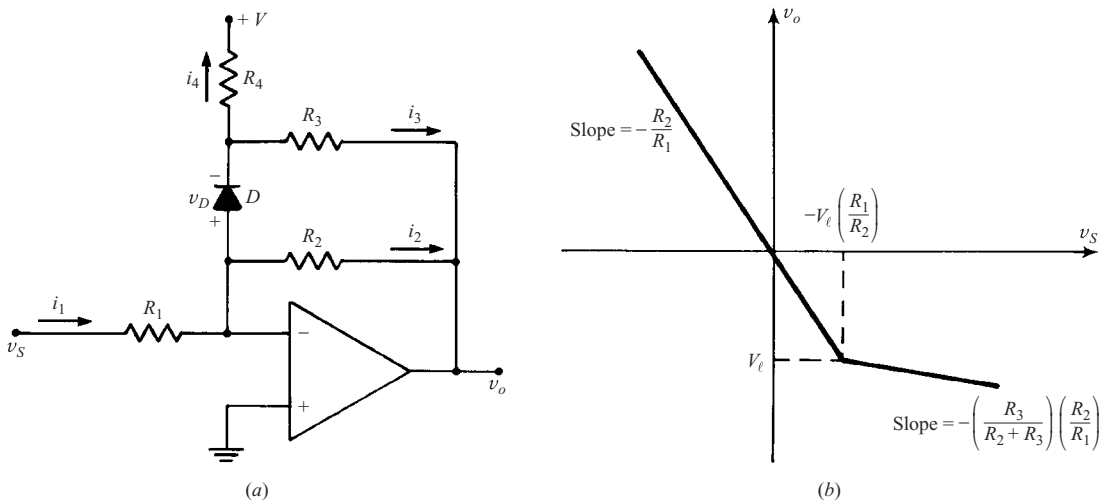 + V
i4
R4
R3
i3
−
vD
D
+
R2
i2
i1
R1
vS
−
+
vo
(a)
vo
Slope = −R2/R1
−Vℓ (R1/R2)
vS
Vℓ
Slope = −(R3/(R2 + R3)) (R2/R1)
(b)